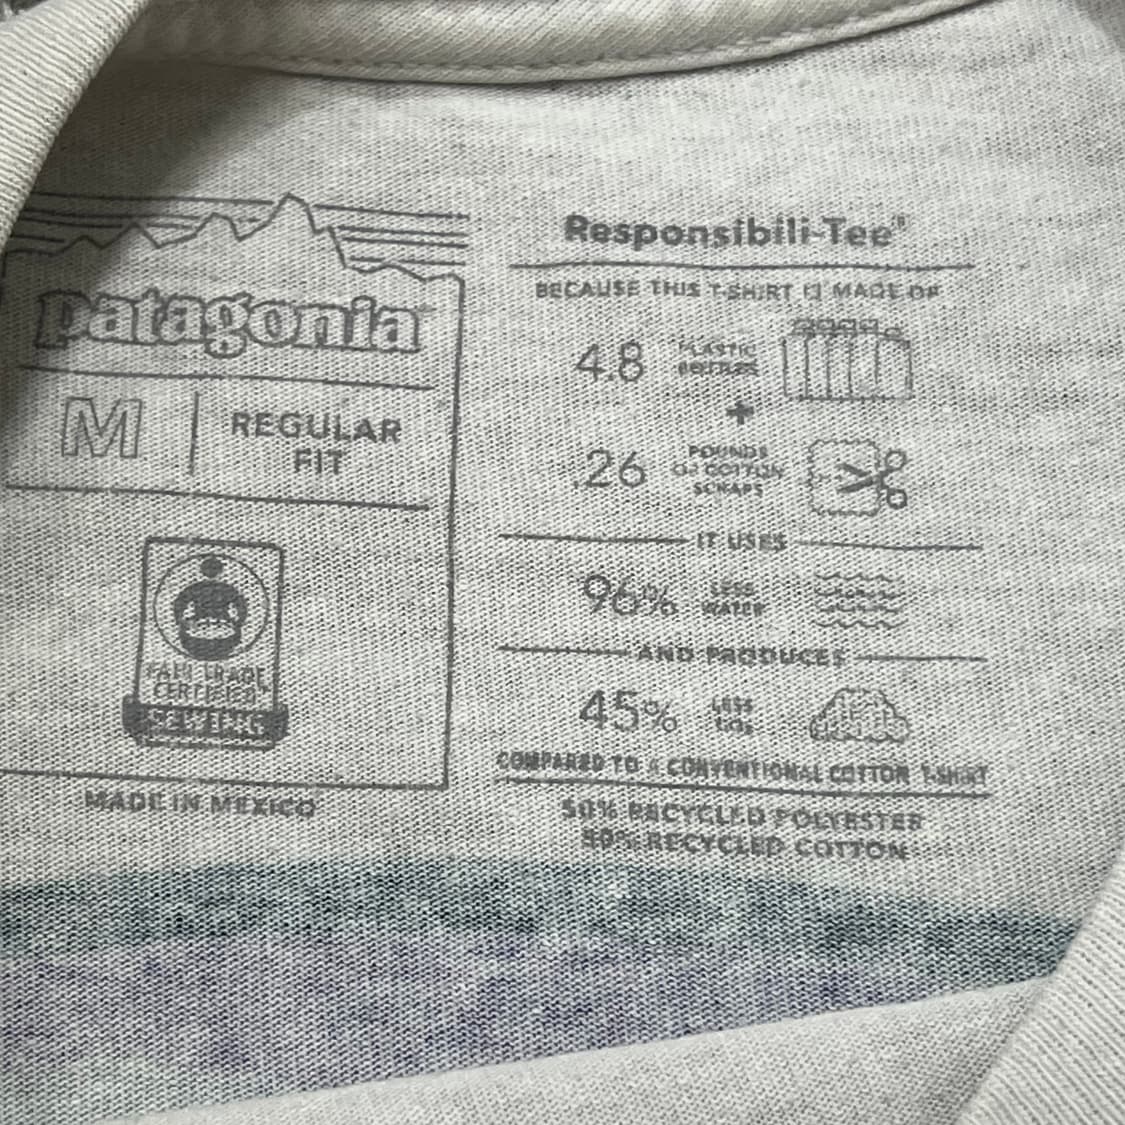 patagonia
M
REGULAR
FIT
FAIR TRADE
CERTIFIED™
SEWING
MADE IN MEXICO
Responsibili-Tee®
BECAUSE THIS T-SHIRT IS MADE OF
4.8 PLASTIC
BOTTLES
+
.26 POUNDS
OF COTTON
SCRAPS
IT USES
96% LESS
WATER
AND PRODUCES
45% LESS
CO₂
COMPARED TO A CONVENTIONAL COTTON T-SHIRT
50% RECYCLED POLYESTER
50% RECYCLED COTTON